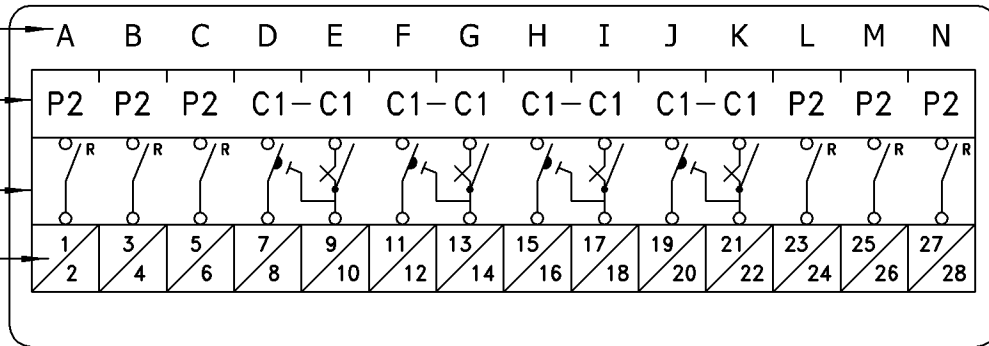 A B C D E F G H I J K L M N
P2 P2 P2 C1-C1 C1-C1 C1-C1 C1-C1 P2 P2 P2
R R R R R R
1 3 5 7 9 11 13 15 17 19 21 23 25 27
2 4 6 8 10 12 14 16 18 20 22 24 26 28